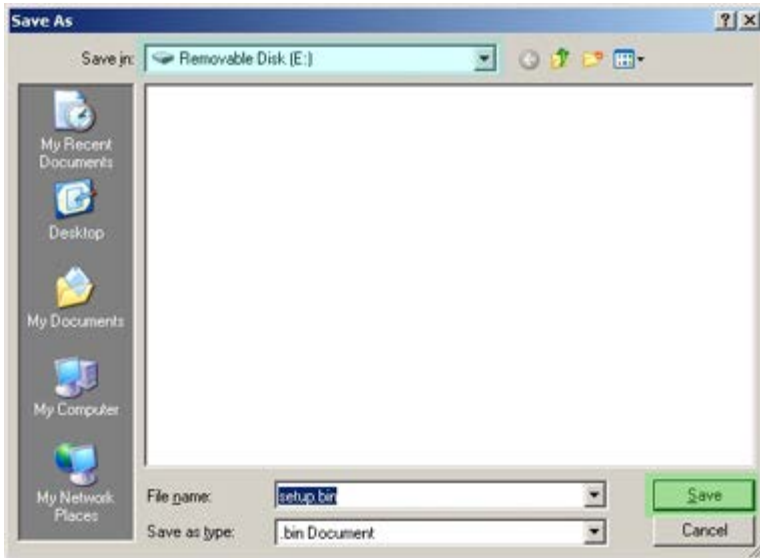 Save As
Save in:
Removable Disk (E:)
My Recent
Documents
Desktop
My Documents
My Computer
My Network
Places
File name:
setup.bin
Save
Save as type:
.bin Document
Cancel